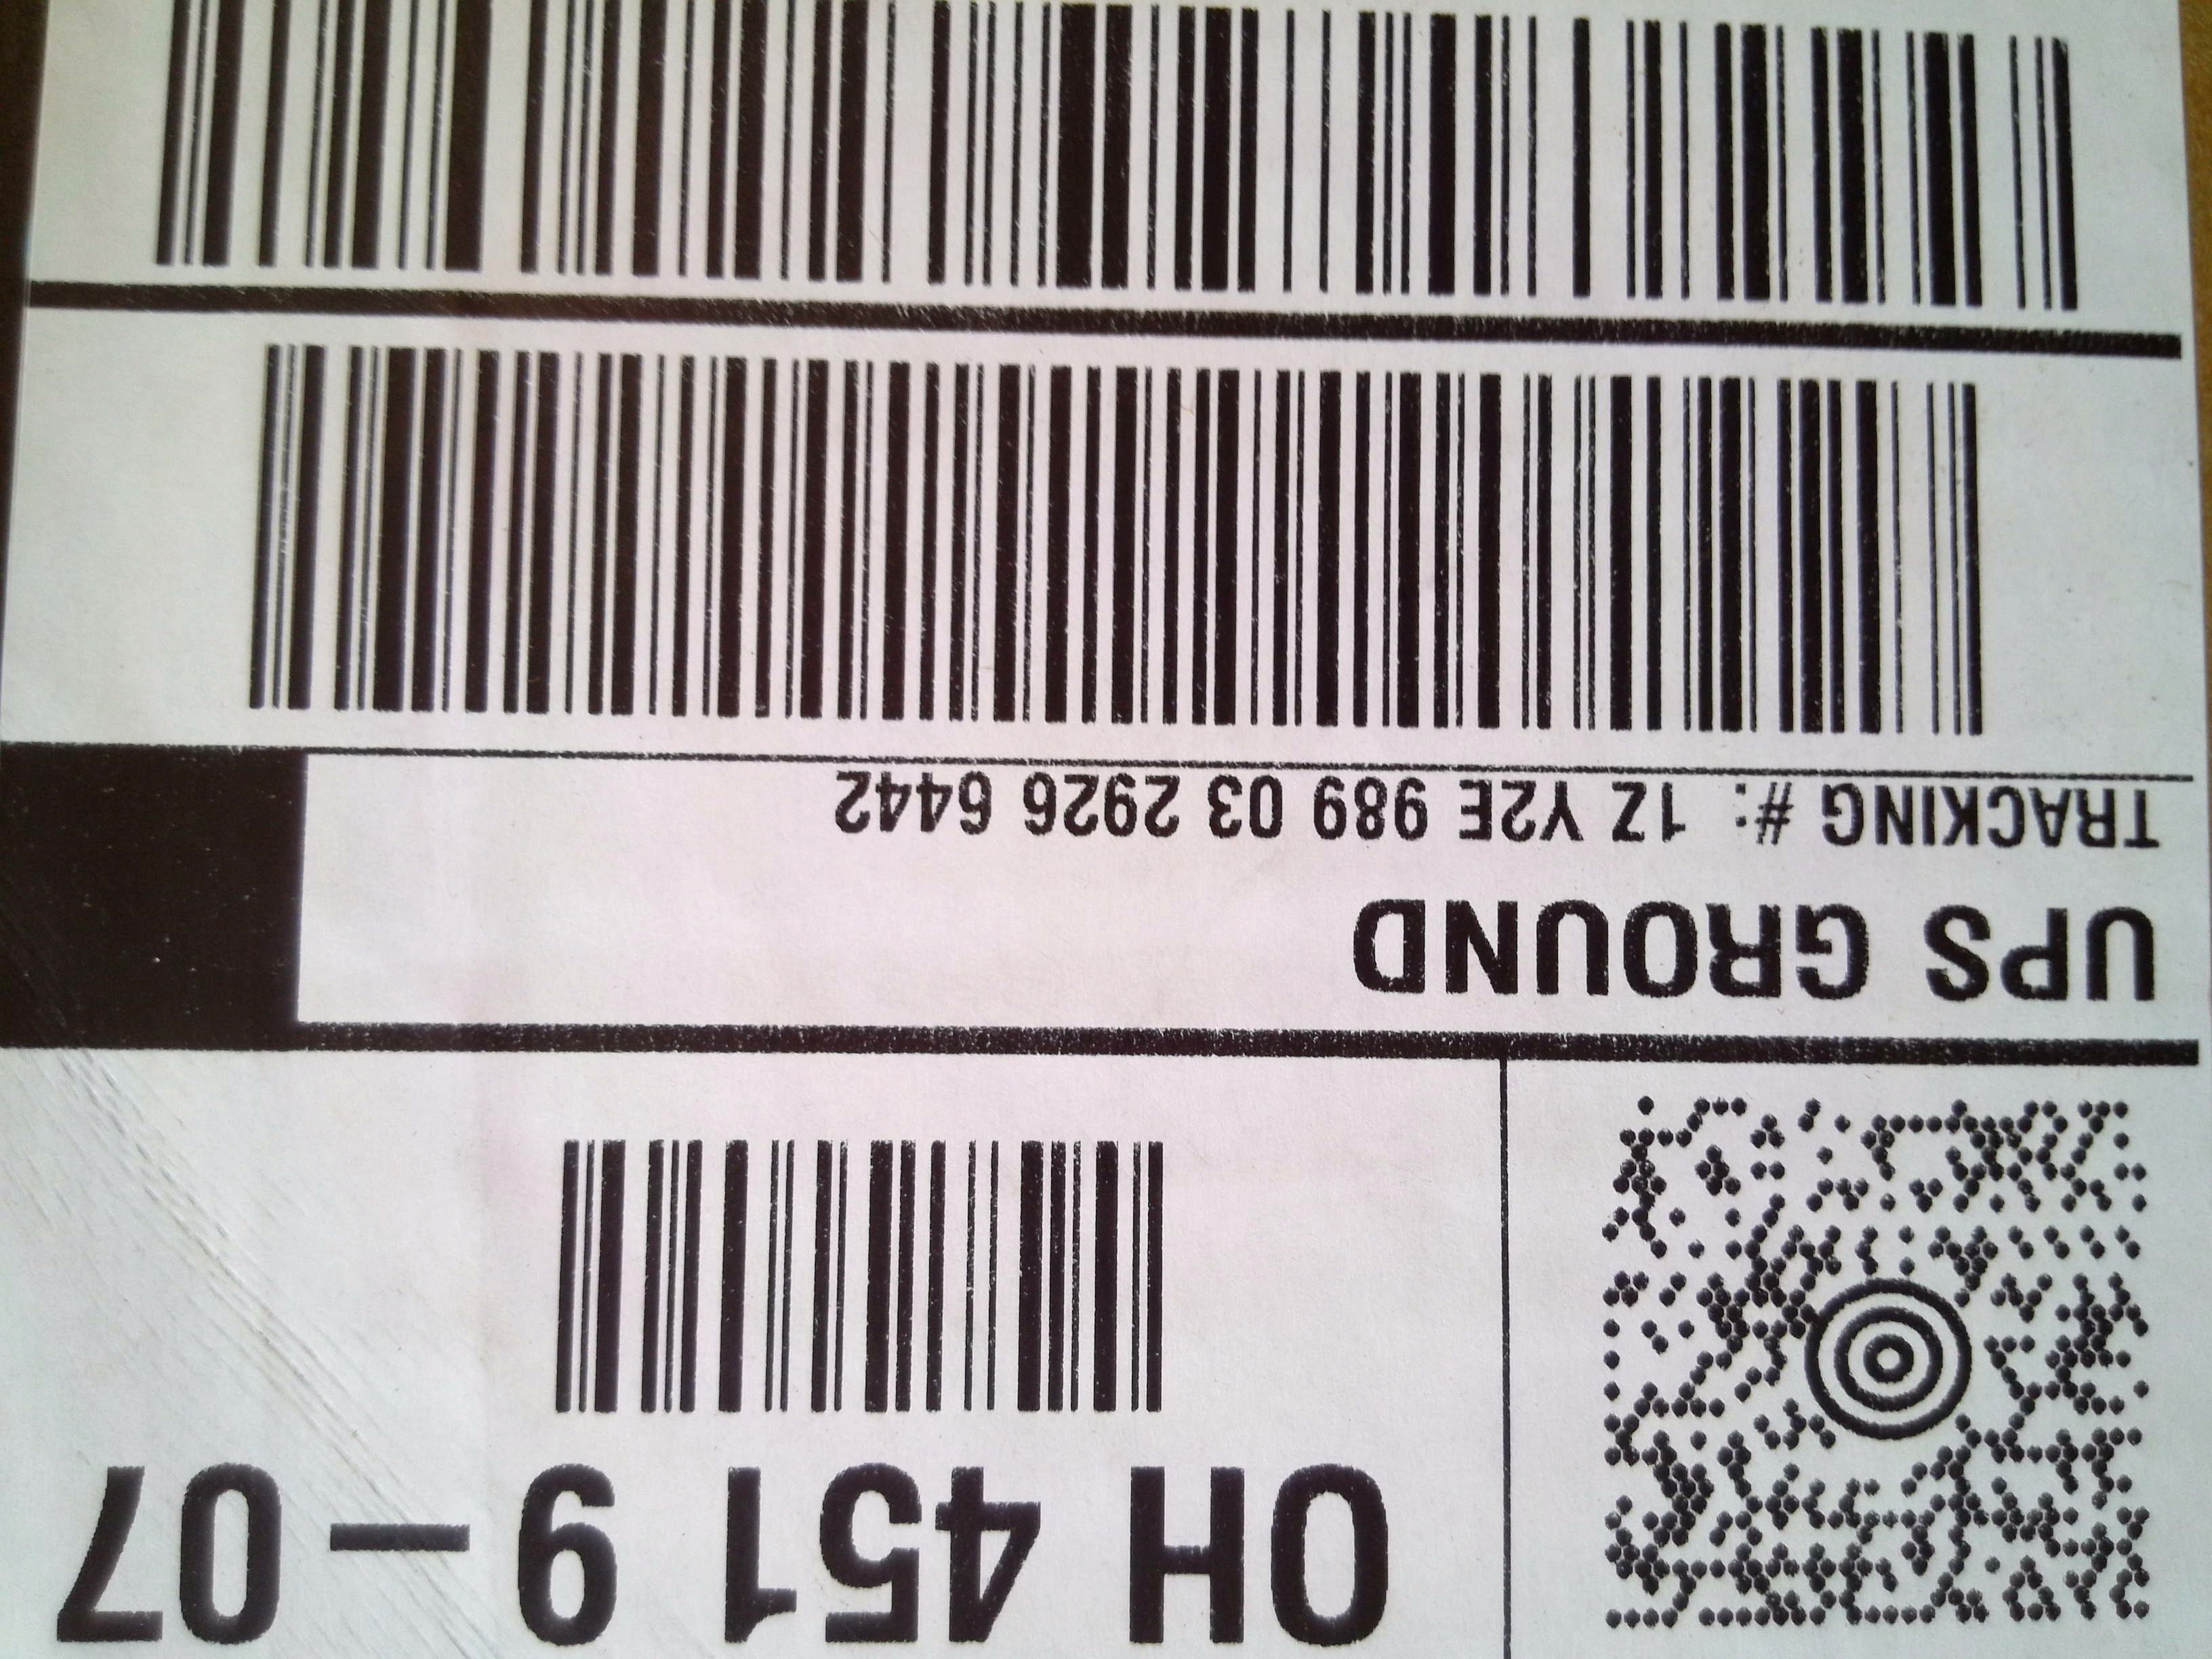 OH 451 9-07
UPS GROUND
TRACKING #: 1Z Y2E 989 03 2926 6442